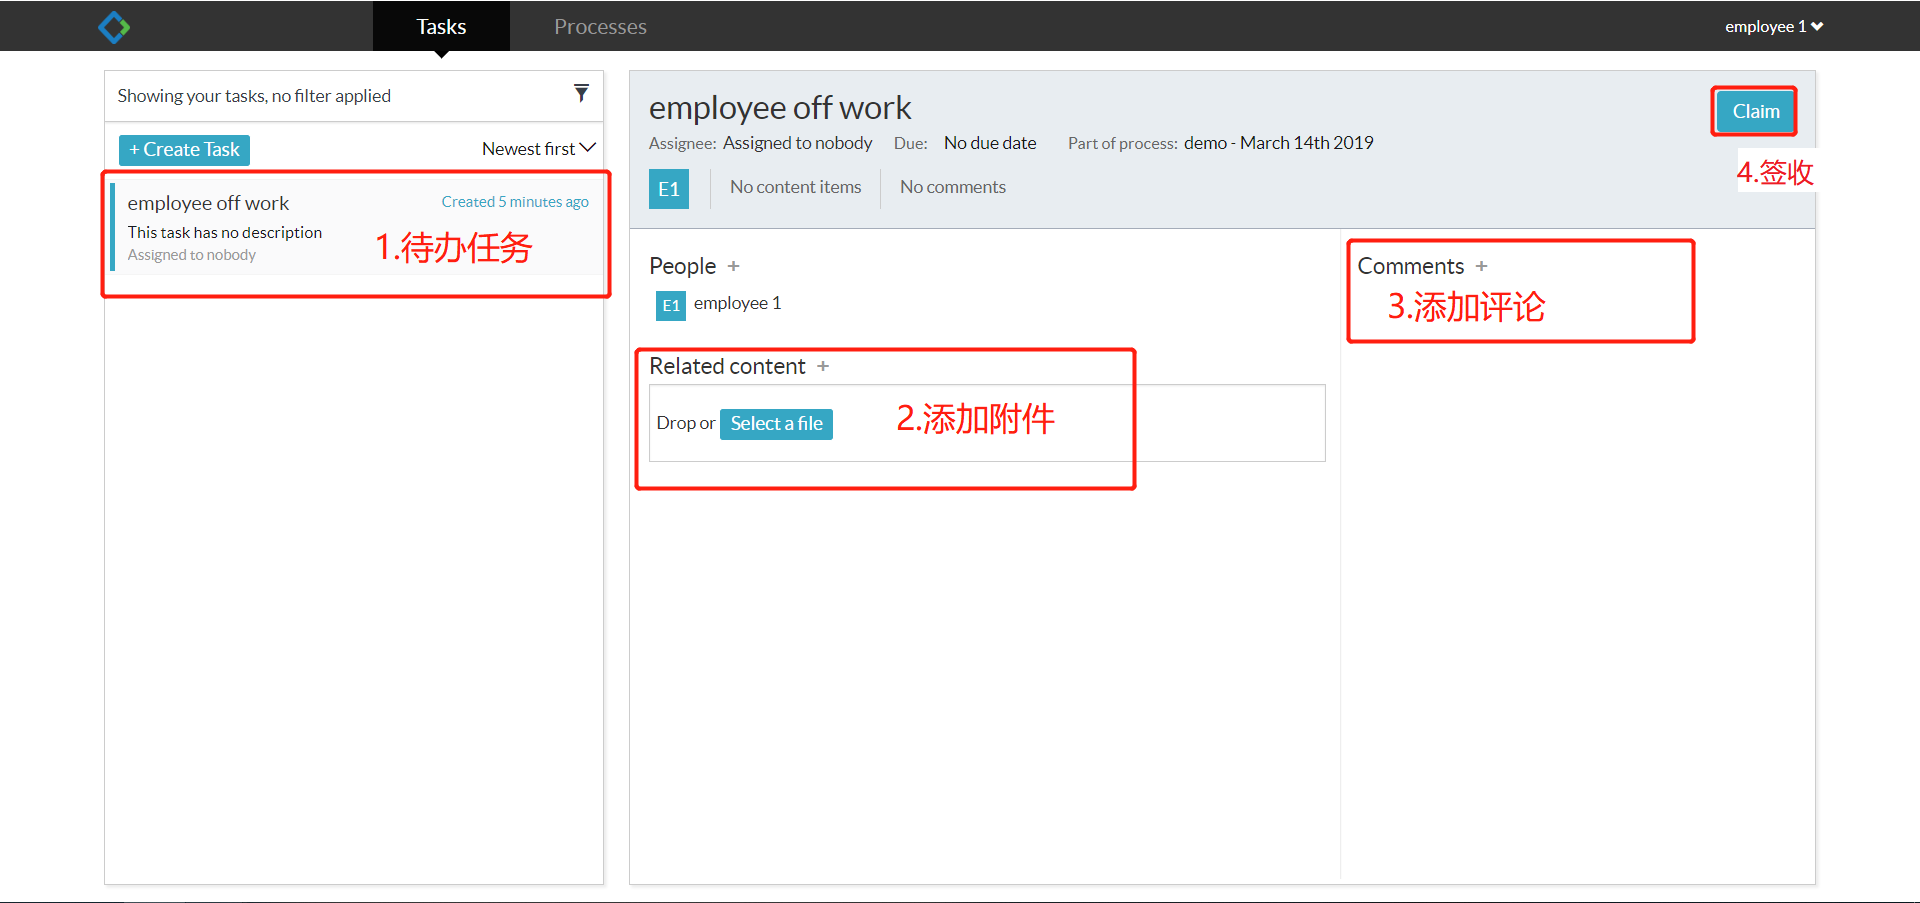 Tasks
Processes
employee 1
Showing your tasks, no filter applied
+ Create Task
Newest first
employee off work
Created 5 minutes ago
This task has no description
Assigned to nobody
1.待办任务
employee off work
Claim
Assignee: Assigned to nobody Due: No due date Part of process: demo - March 14th 2019
4.签收
E1
No content items
No comments
People +
E1 employee 1
Related content +
Drop or Select a file
2.添加附件
Comments +
3.添加评论